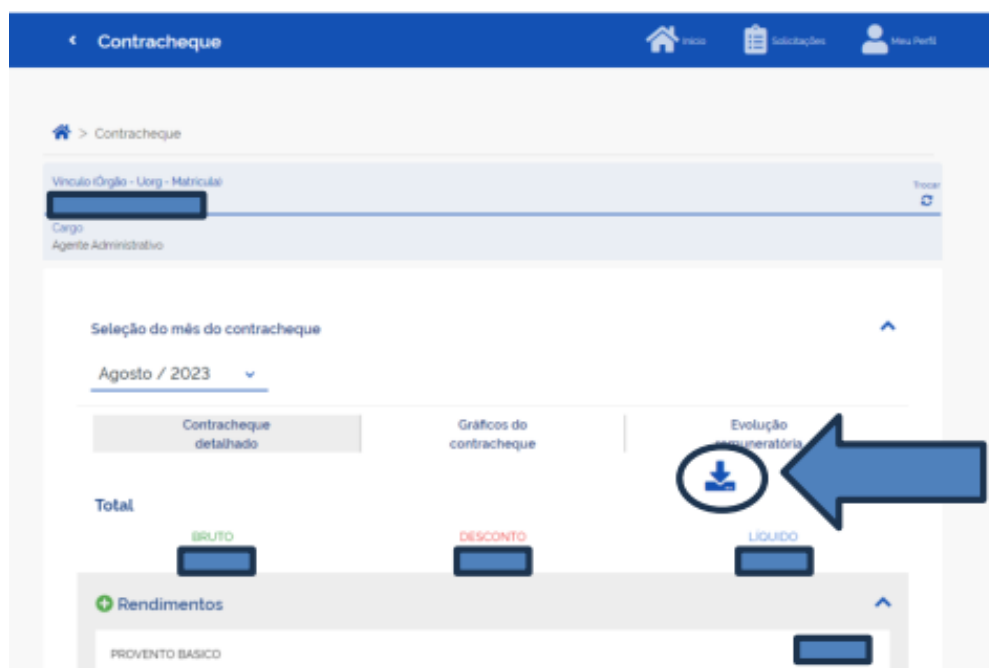 Contracheque
Início
Solicitações
Meu Perfil
> Contracheque
Vínculo (Órgão - Uorg - Matrícula)
Trocar
Cargo
Agente Administrativo
Seleção do mês do contracheque
Agosto / 2023
Contracheque detalhado
Gráficos do contracheque
Evolução remuneratória
Total
BRUTO
DESCONTO
LÍQUIDO
Rendimentos
PROVENTO BASICO